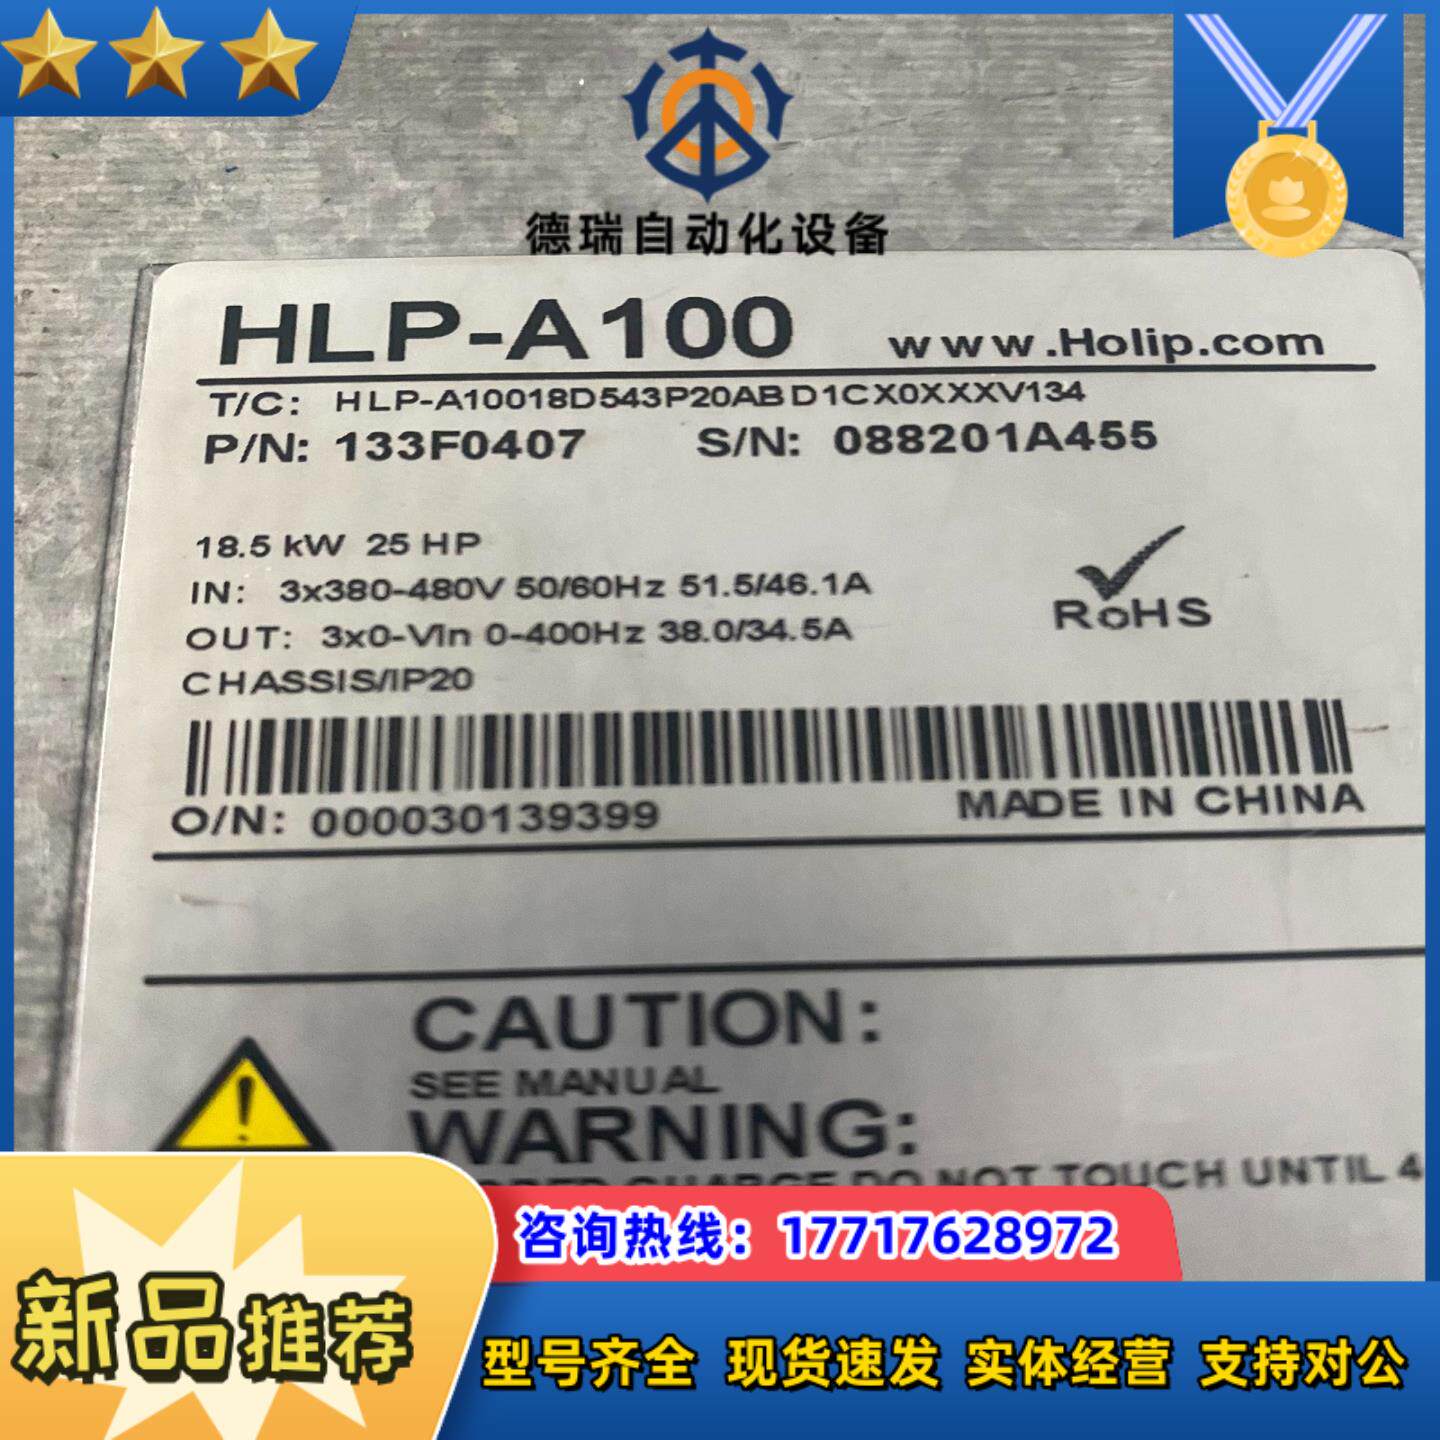 德瑞自动化设备
HLP-A100 www.Holip.com
T/C: HLP-A10018D543P20ABD1CX0XXXV134
P/N: 133F0407 S/N: 088201A455
18.5 kW 25 HP
IN: 3x380-480V 50/60Hz 51.5/46.1A
OUT: 3x0-VIn 0-400Hz 38.0/34.5A
RoHS
CHASSIS/IP20
O/N: 000030139399 MADE IN CHINA
CAUTION:
SEE MANUAL
WARNING:
CHARGE DO NOT TOUCH UNTIL 4
咨询热线：17717628972
新品推荐
型号齐全 现货速发 实体经营 支持对公